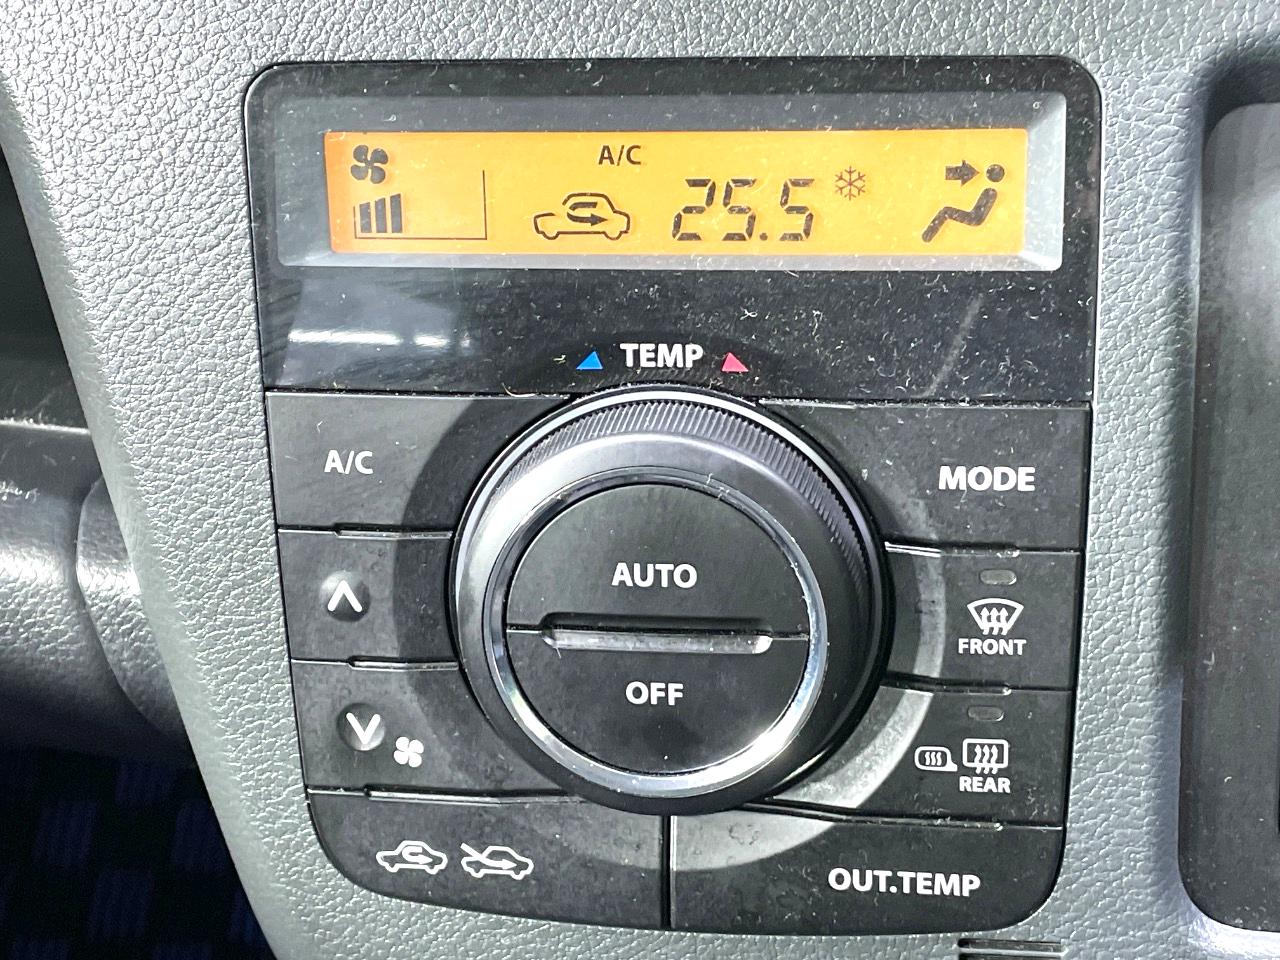 A/C
25.5
TEMP
A/C
MODE
AUTO
FRONT
OFF
REAR
OUT.TEMP